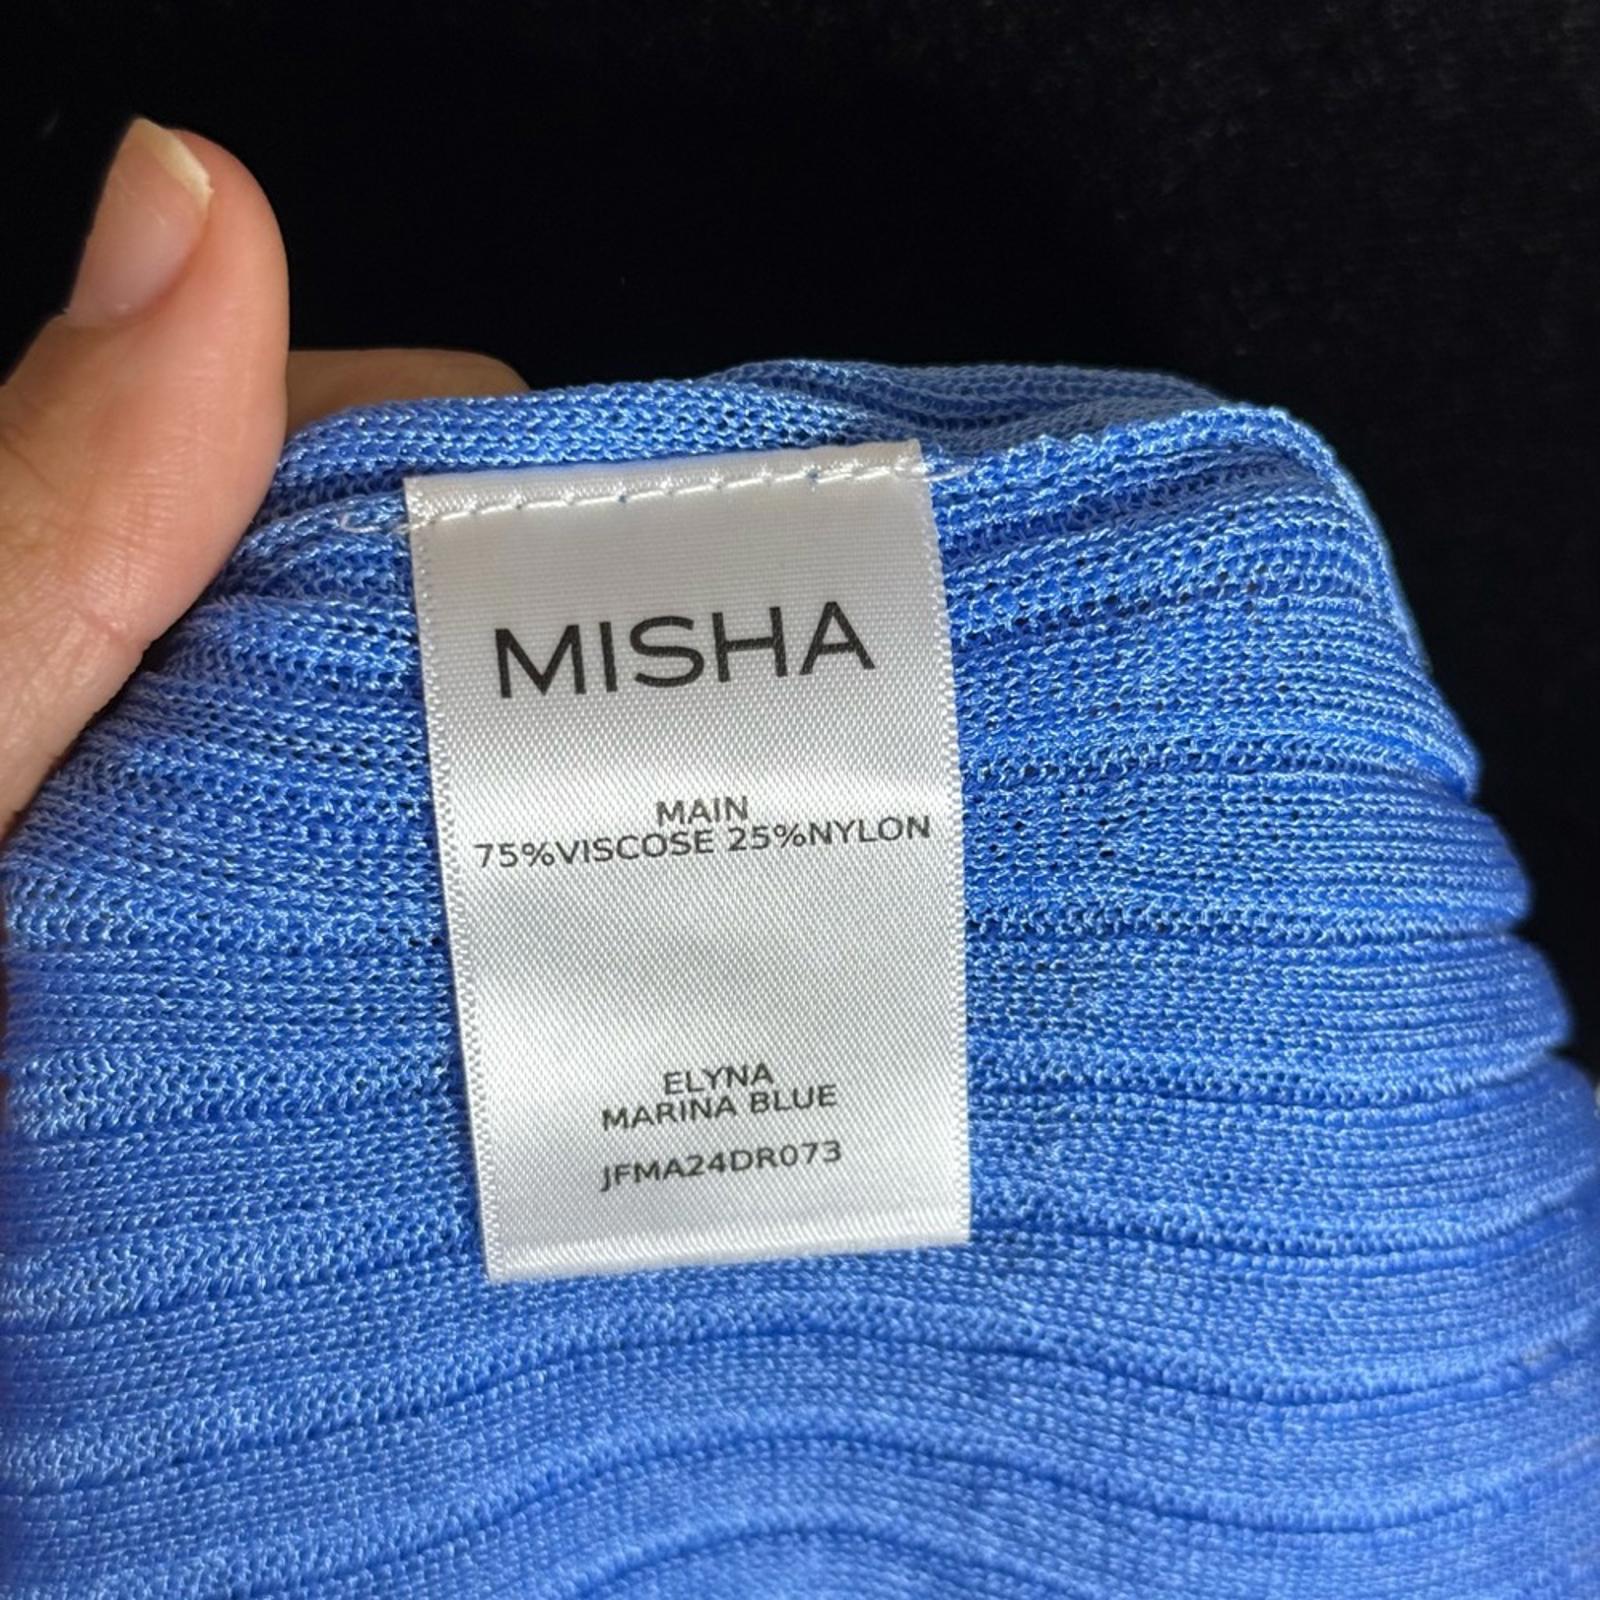 MISHA
MAIN
75%VISCOSE 25%NYLON
ELYNA
MARINA BLUE
JFMA24DR073